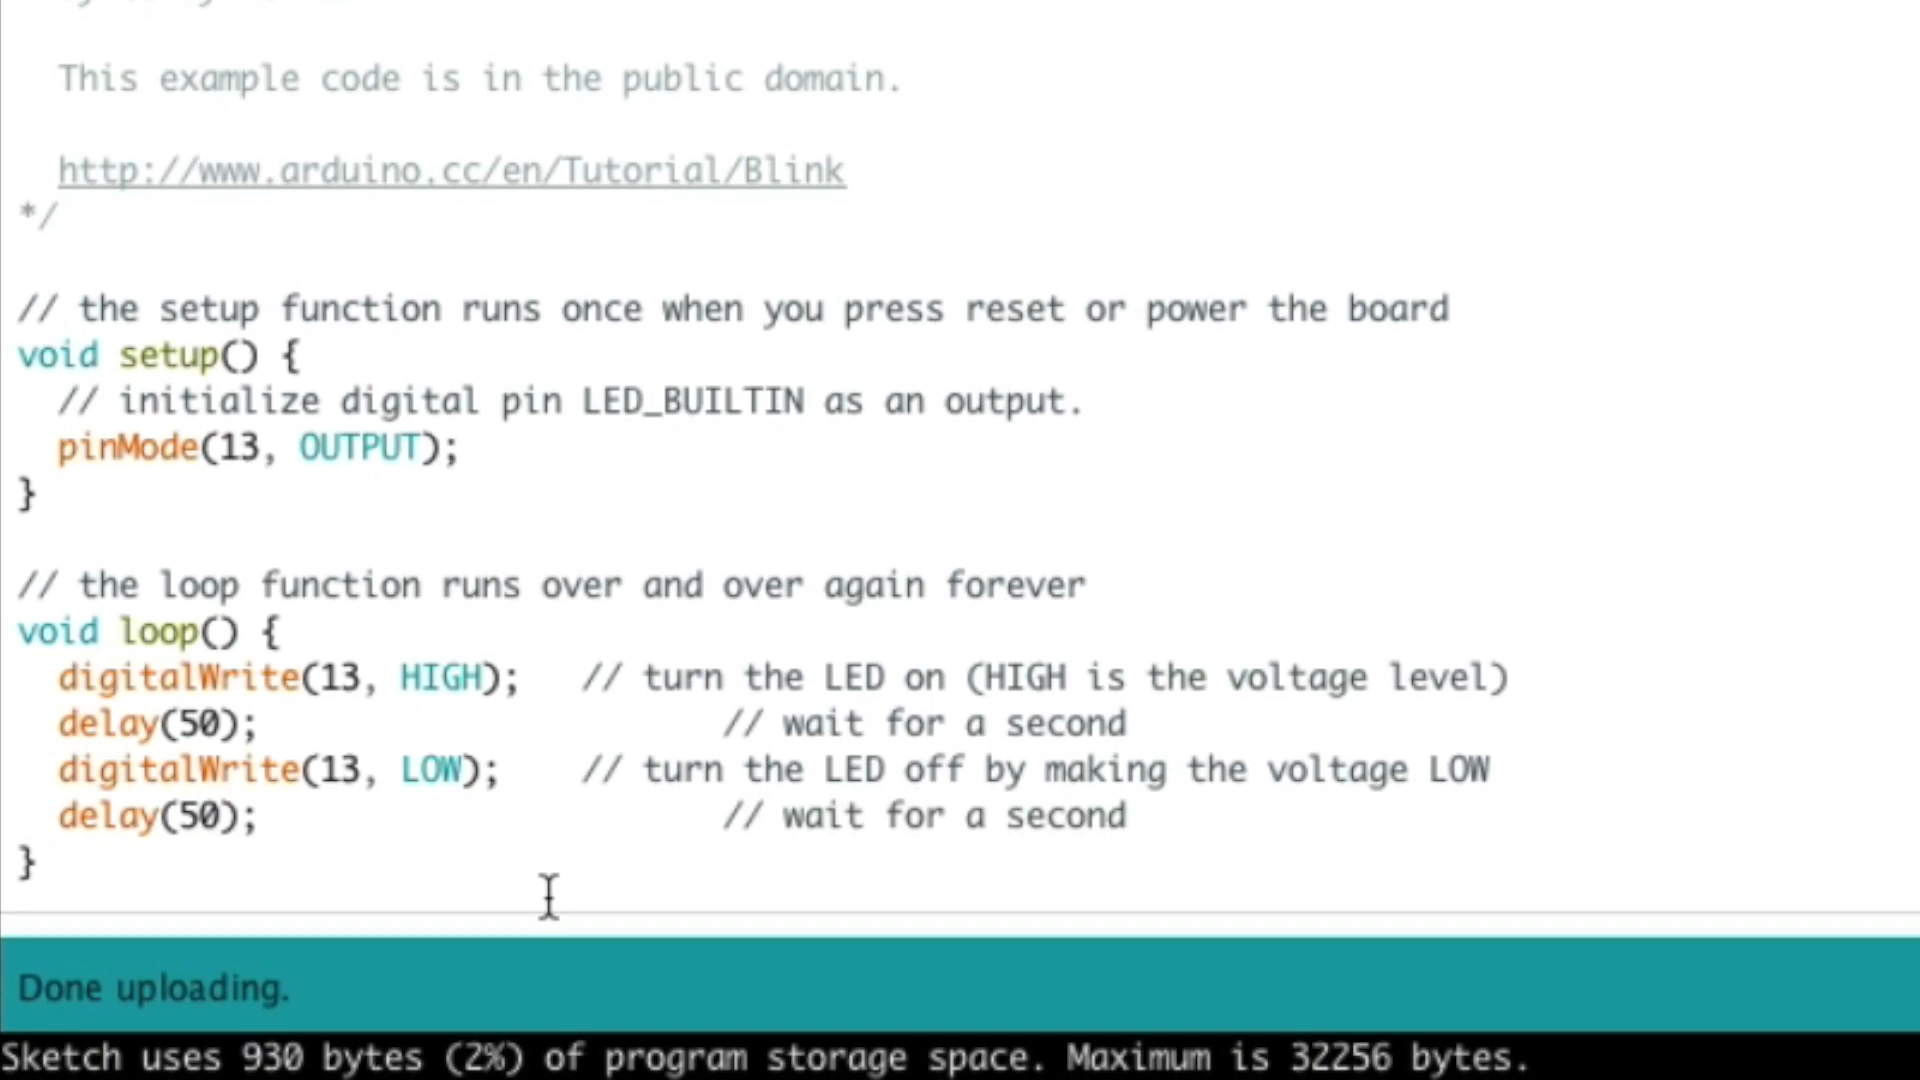 This example code is in the public domain.
http://www.arduino.cc/en/Tutorial/Blink
*/
// the setup function runs once when you press reset or power the board
void setup() {
// initialize digital pin LED_BUILTIN as an output.
pinMode(13, OUTPUT);
}
// the loop function runs over and over again forever
void loop() {
digitalWrite(13, HIGH);   // turn the LED on (HIGH is the voltage level)
delay(50);                       // wait for a second
digitalWrite(13, LOW);    // turn the LED off by making the voltage LOW
delay(50);                       // wait for a second
}
Done uploading.
Sketch uses 930 bytes (2%) of program storage space. Maximum is 32256 bytes.